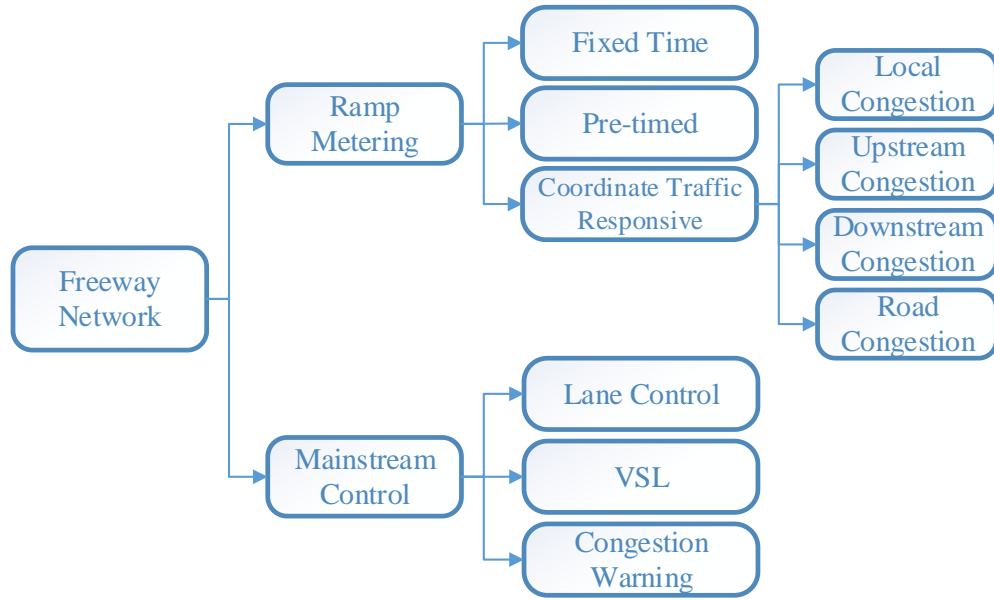 Freeway
Network
Ramp
Metering
Mainstream
Control
Fixed Time
Pre-timed
Coordinate Traffic
Responsive
Lane Control
VSL
Congestion
Warning
Local
Congestion
Upstream
Congestion
Downstream
Congestion
Road
Congestion